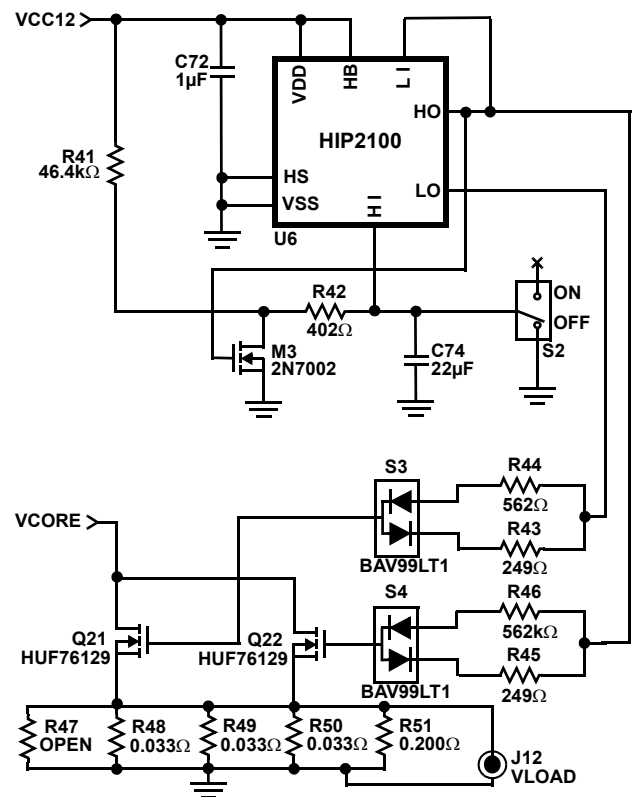 VCC12
C72
1µF
VDD
HB
LI
HO
HIP2100
R41
46.4kΩ
HS
LO
VSS
HI
U6
R42
402Ω
ON
OFF
S2
M3
2N7002
C74
22µF
S3
R44
562Ω
VCORE
R43
249Ω
BAV99LT1
S4
R46
562kΩ
Q21
HUF76129
Q22
HUF76129
R45
249Ω
BAV99LT1
R47
OPEN
R48
0.033Ω
R49
0.033Ω
R50
0.033Ω
R51
0.200Ω
J12
VLOAD